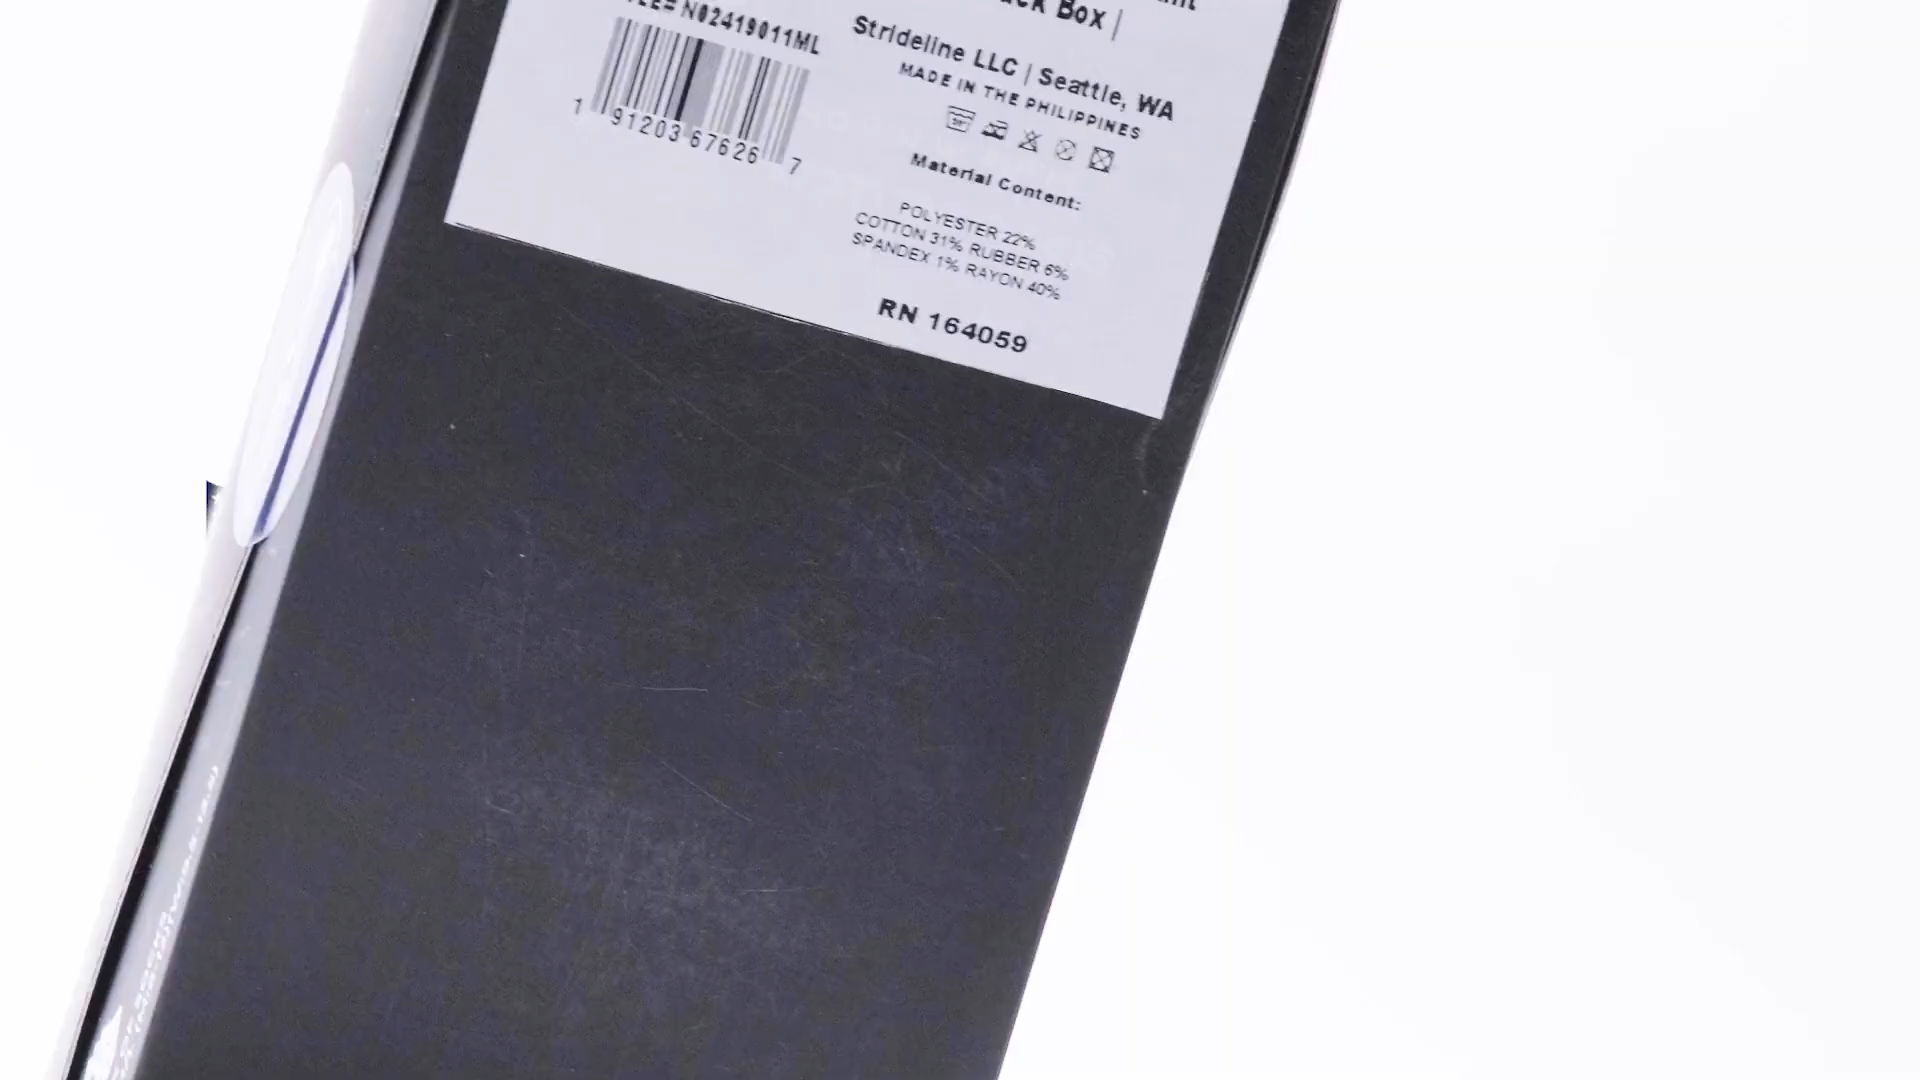 N02419011ML
Box |
Strideline LLC | Seattle, WA
MADE IN THE PHILIPPINES
1 91203 67626 7
Material Content:
POLYESTER 22%
COTTON 31% RUBBER 6%
SPANDEX 1% RAYON 40%
RN 164059